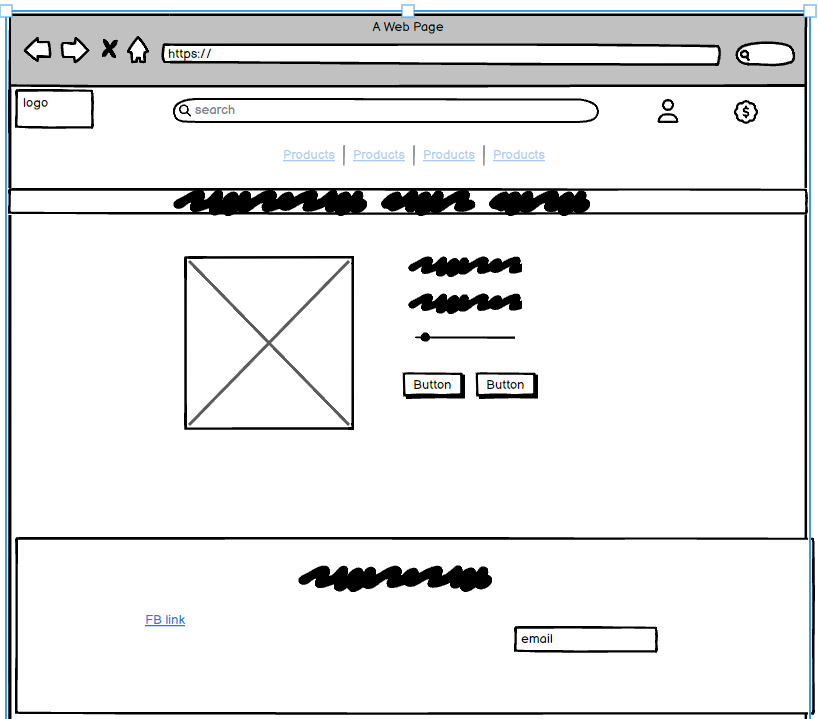 A Web Page
https://
logo
search
Products Products Products Products
Button Button
FB link
email